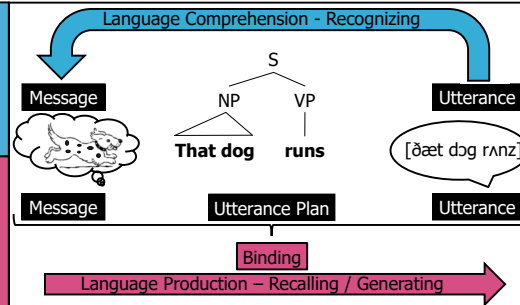 Language Comprehension - Recognizing
S
Message
NP
VP
Utterance
That dog
runs
[ðæt dɔg rʌnz]
Message
Utterance Plan
Utterance
Binding
Language Production – Recalling / Generating